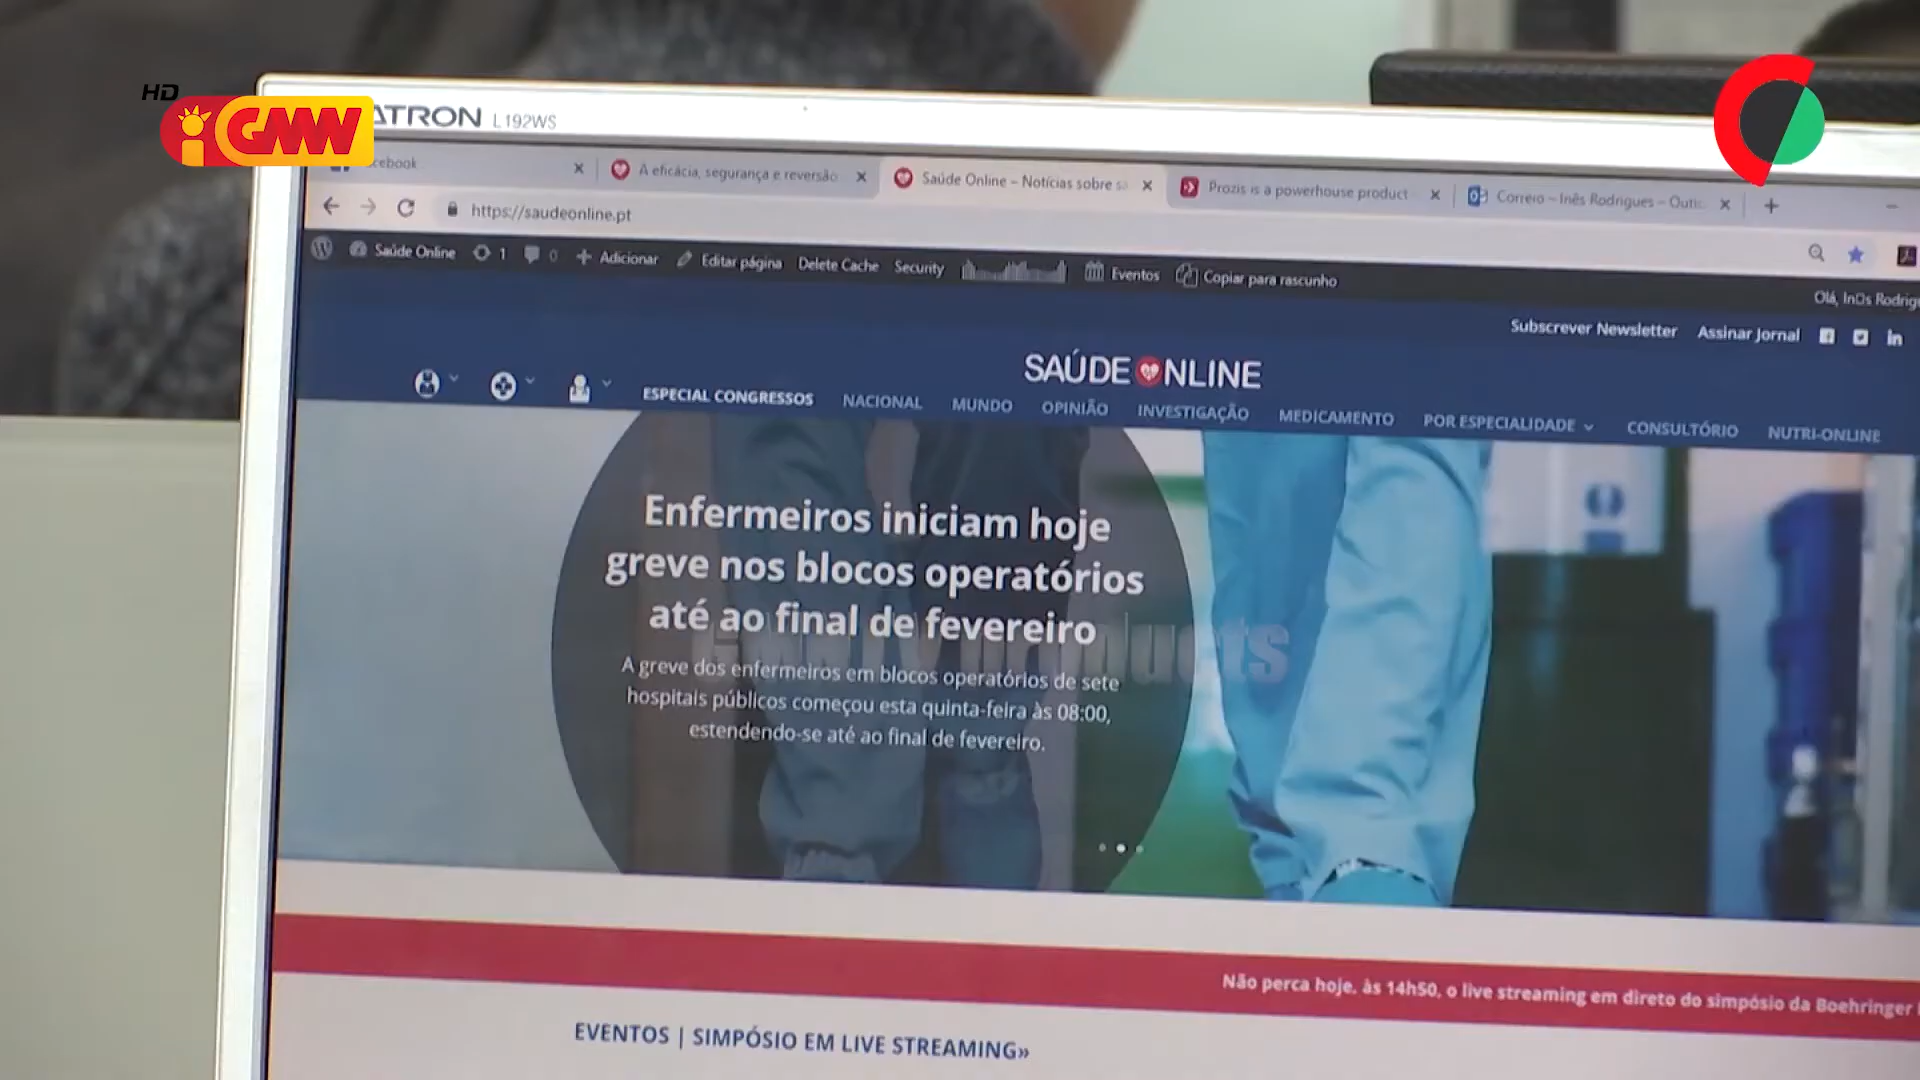 HD
iGMW
ATRON L192WS
cebook
A eficácia, segurança e reversão
Saúde Online – Notícias sobre sa
Prozis is a powerhouse product
Correio – Inês Rodrigues – Outlo
https://saudeonline.pt
Saúde Online 1 0 Adicionar Editar página Delete Cache Security Eventos Copiar para rascunho
Olá, In�s Rodrig
Subscrever Newsletter Assinar Jornal
SAÚDE ONLINE
ESPECIAL CONGRESSOS NACIONAL MUNDO OPINIÃO INVESTIGAÇÃO MEDICAMENTO POR ESPECIALIDADE CONSULTÓRIO NUTRI-ONLINE
Enfermeiros iniciam hoje
greve nos blocos operatórios
até ao final de fevereiro
A greve dos enfermeiros em blocos operatórios de sete
hospitais públicos começou esta quinta-feira às 08:00,
estendendo-se até ao final de fevereiro.
Não perca hoje, às 14h50, o live streaming em direto do simpósio da Boehringer
EVENTOS | SIMPÓSIO EM LIVE STREAMING»